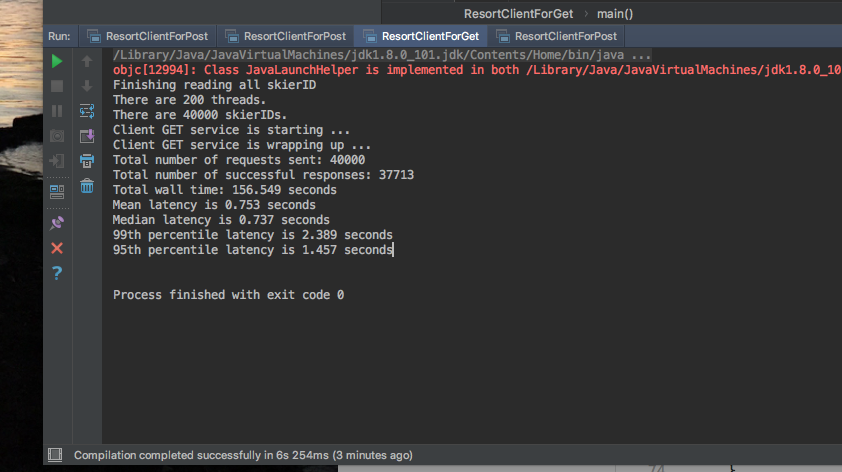 ResortClientForGet > main()
Run: ResortClientForPost ResortClientForPost ResortClientForGet ResortClientForPost
/Library/Java/JavaVirtualMachines/jdk1.8.0_101.jdk/Contents/Home/bin/java ...
objc[12994]: Class JavaLaunchHelper is implemented in both /Library/Java/JavaVirtualMachines/jdk1.8.0_10
Finishing reading all skierID
There are 200 threads.
There are 40000 skierIDs.
Client GET service is starting ...
Client GET service is wrapping up ...
Total number of requests sent: 40000
Total number of successful responses: 37713
Total wall time: 156.549 seconds
Mean latency is 0.753 seconds
Median latency is 0.737 seconds
99th percentile latency is 2.389 seconds
95th percentile latency is 1.457 seconds
Process finished with exit code 0
Compilation completed successfully in 6s 254ms (3 minutes ago)